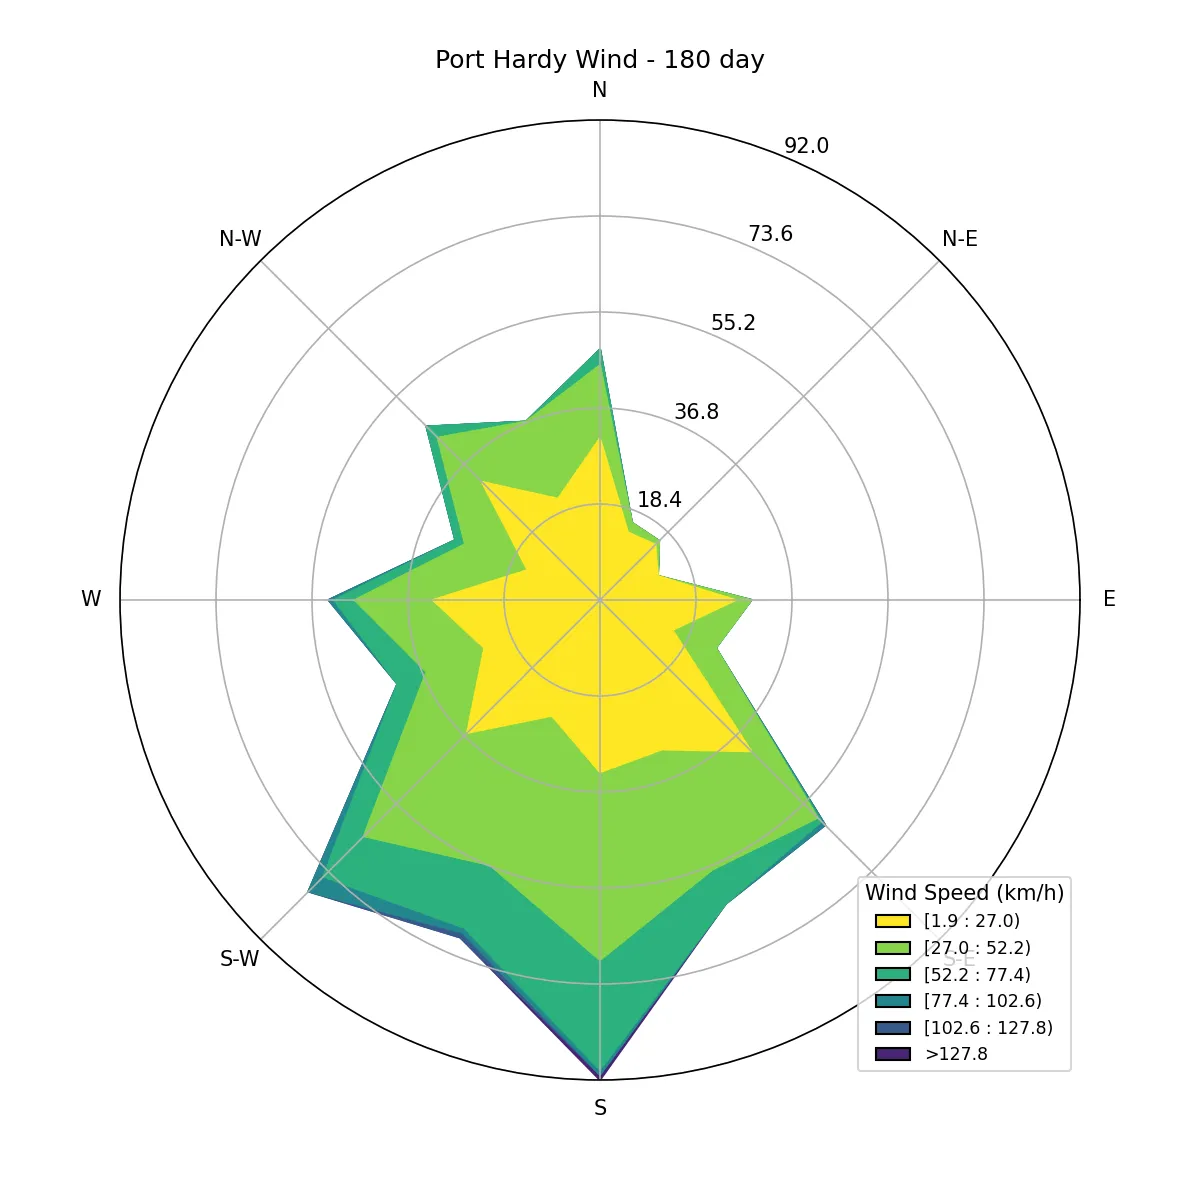 Port Hardy Wind - 180 day
N
92.0
N-W
N-E
73.6
55.2
36.8
18.4
W
E
S-W
S-E
S
Wind Speed (km/h)
[1.9 : 27.0)
[27.0 : 52.2)
[52.2 : 77.4)
[77.4 : 102.6)
[102.6 : 127.8)
>127.8